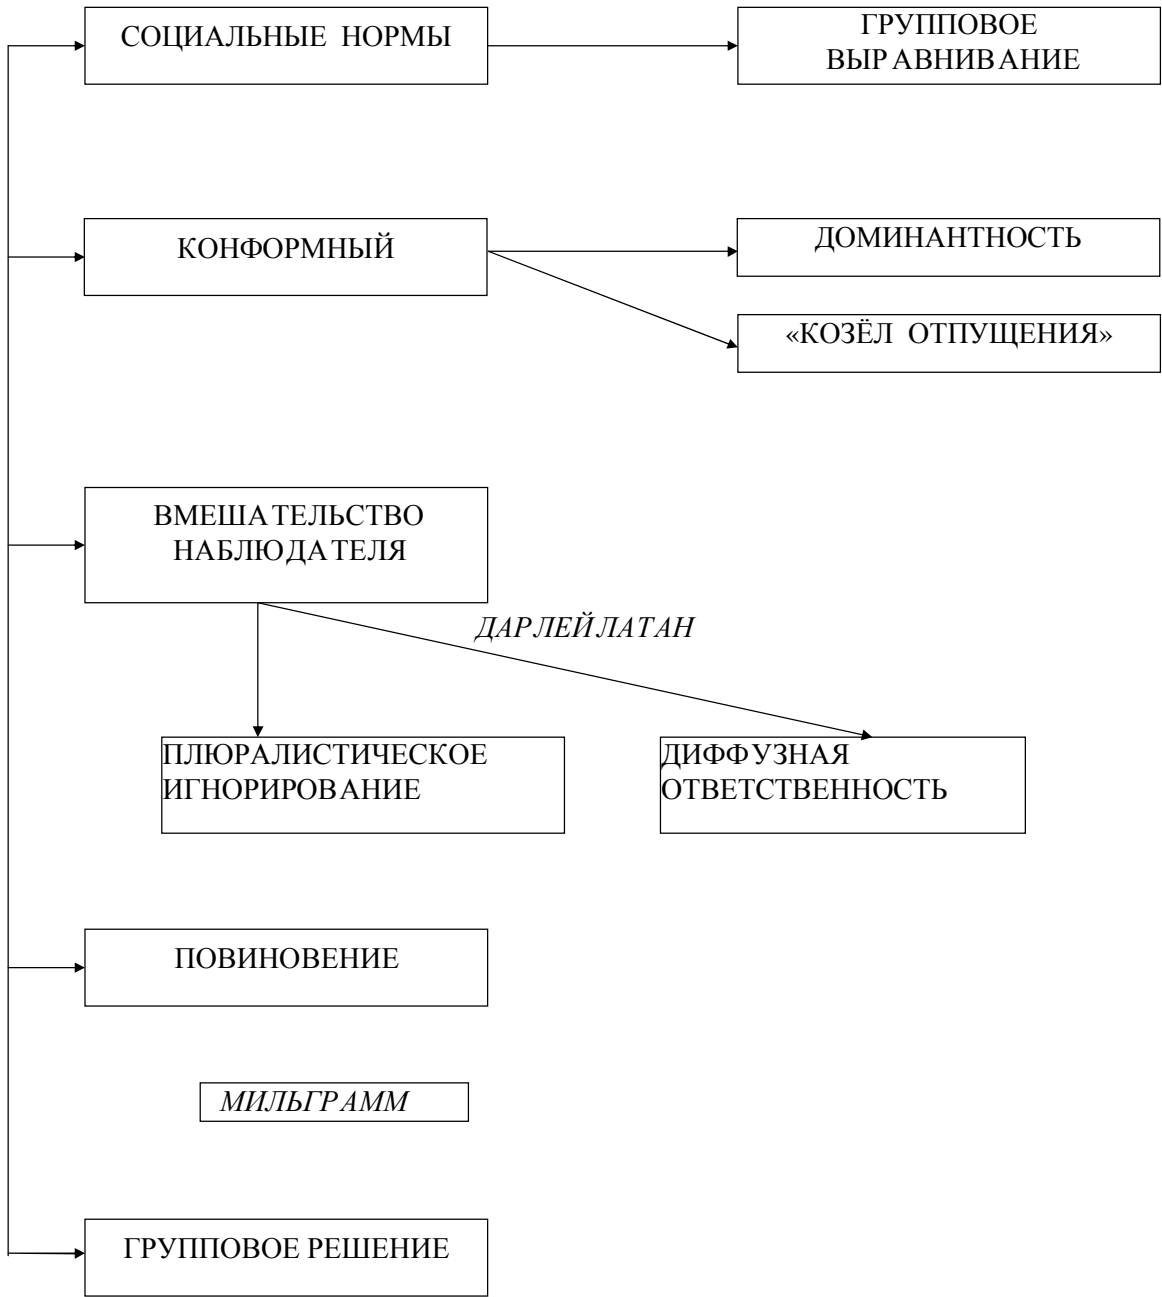 СОЦИАЛЬНЫЕ НОРМЫ
ГРУППОВОЕ
ВЫРАВНИВАНИЕ
КОНФОРМНЫЙ
ДОМИНАНТНОСТЬ
«КОЗЁЛ ОТПУЩЕНИЯ»
ВМЕШАТЕЛЬСТВО
НАБЛЮДАТЕЛЯ
ДАРЛЕЙ ЛАТАН
ПЛЮРАЛИСТИЧЕСКОЕ
ИГНОРИРОВАНИЕ
ДИФФУЗНАЯ
ОТВЕТСТВЕННОСТЬ
ПОВИНОВЕНИЕ
МИЛЬГРАММ
ГРУППОВОЕ РЕШЕНИЕ